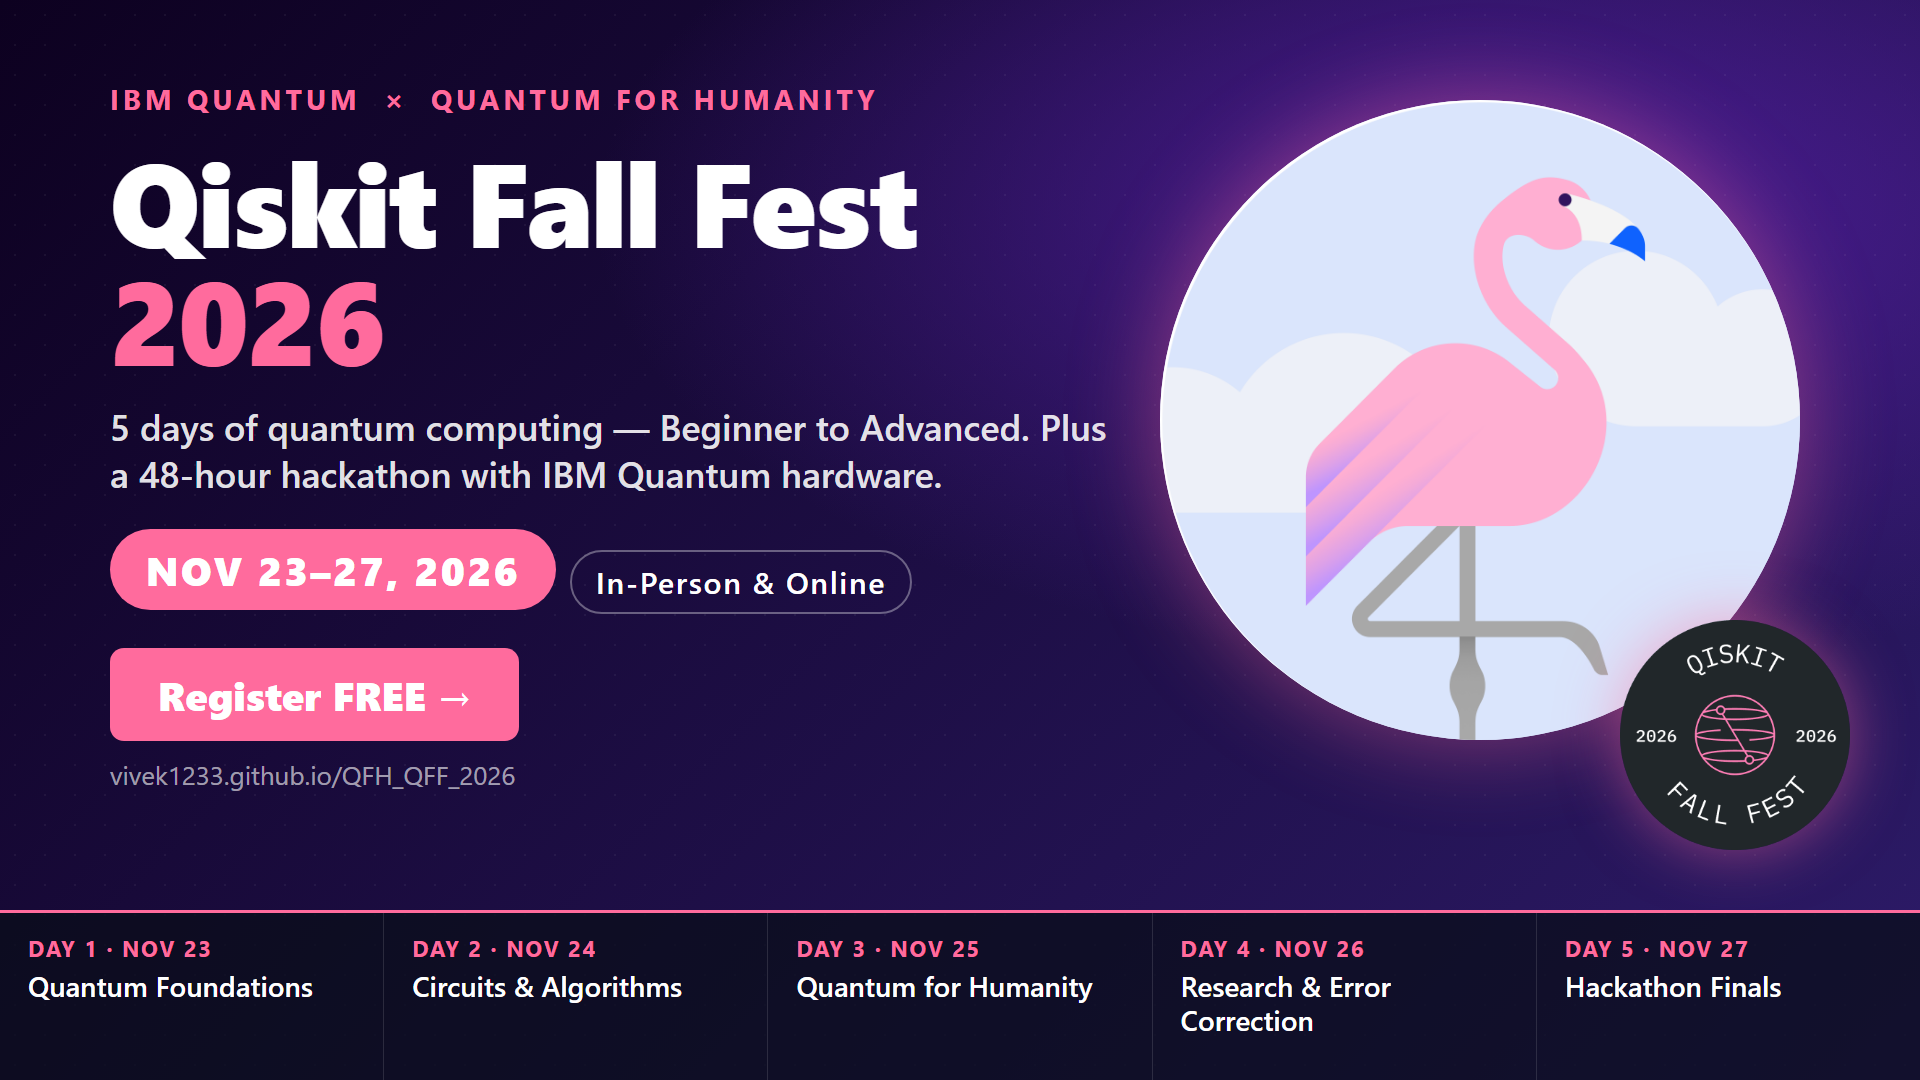 IBM QUANTUM × QUANTUM FOR HUMANITY
Qiskit Fall Fest
2026
5 days of quantum computing — Beginner to Advanced. Plus
a 48-hour hackathon with IBM Quantum hardware.
NOV 23–27, 2026
In-Person & Online
Register FREE →
vivek1233.github.io/QFH_QFF_2026
QISKIT
2026 2026
FALL FEST
DAY 1 · NOV 23
Quantum Foundations
DAY 2 · NOV 24
Circuits & Algorithms
DAY 3 · NOV 25
Quantum for Humanity
DAY 4 · NOV 26
Research & Error
Correction
DAY 5 · NOV 27
Hackathon Finals